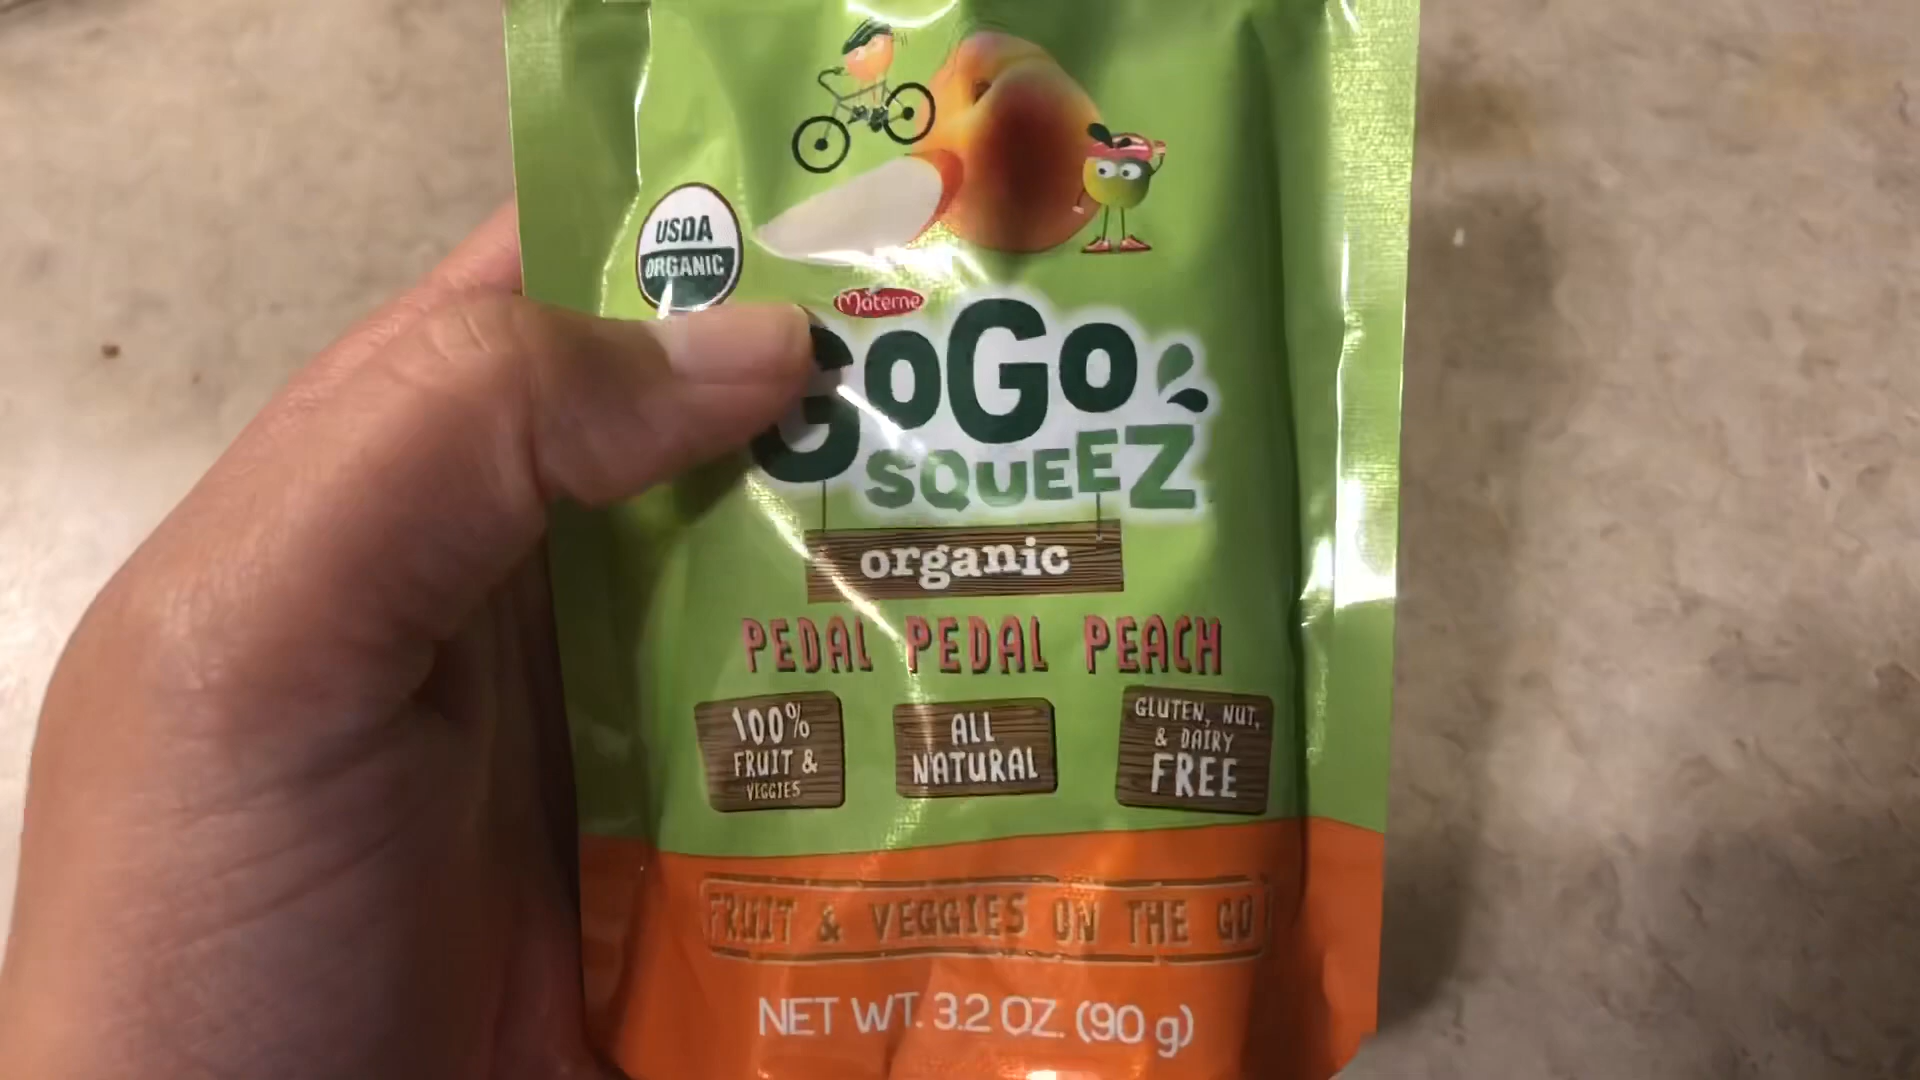 USDA
ORGANIC
Materne
GoGo
SQUEEZ
organic
PEDAL PEDAL PEACH
100%
FRUIT &
VEGGIES
ALL
NATURAL
GLUTEN, NUT,
& DAIRY
FREE
FRUIT & VEGGIES ON THE GO
NET WT. 3.2 OZ. (90 g)